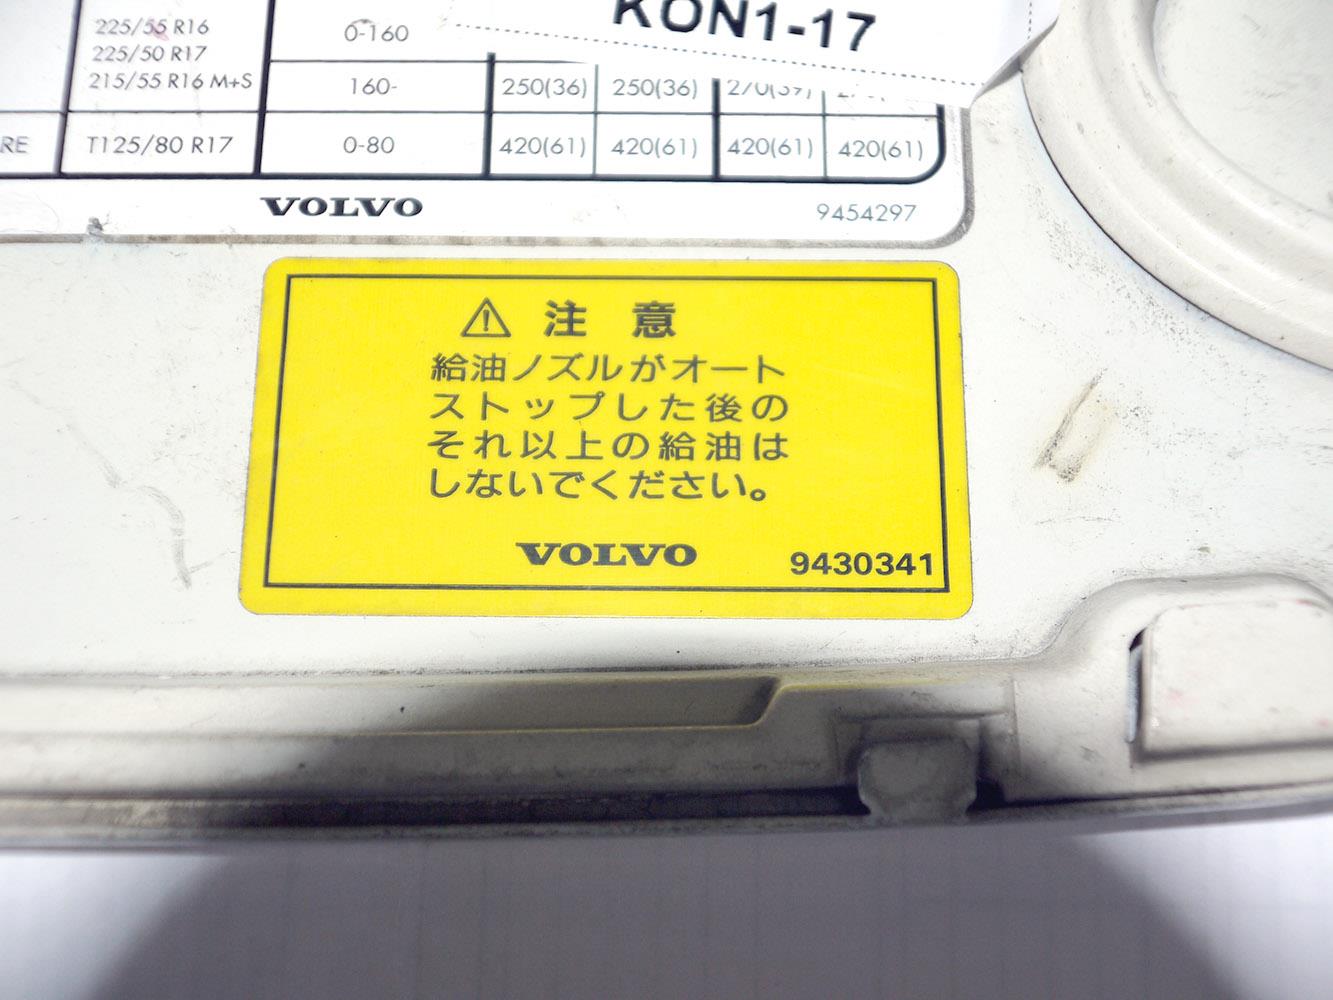 KON1-17
225/55 R16
225/50 R17
215/55 R16 M+S
0-160
160- 250(36) 250(36) 270(39)
RE T125/80 R17 0-80 420(61) 420(61) 420(61) 420(61)
VOLVO 9454297
⚠ 注意
給油ノズルがオート
ストップした後の
それ以上の給油は
しないでください。
VOLVO 9430341